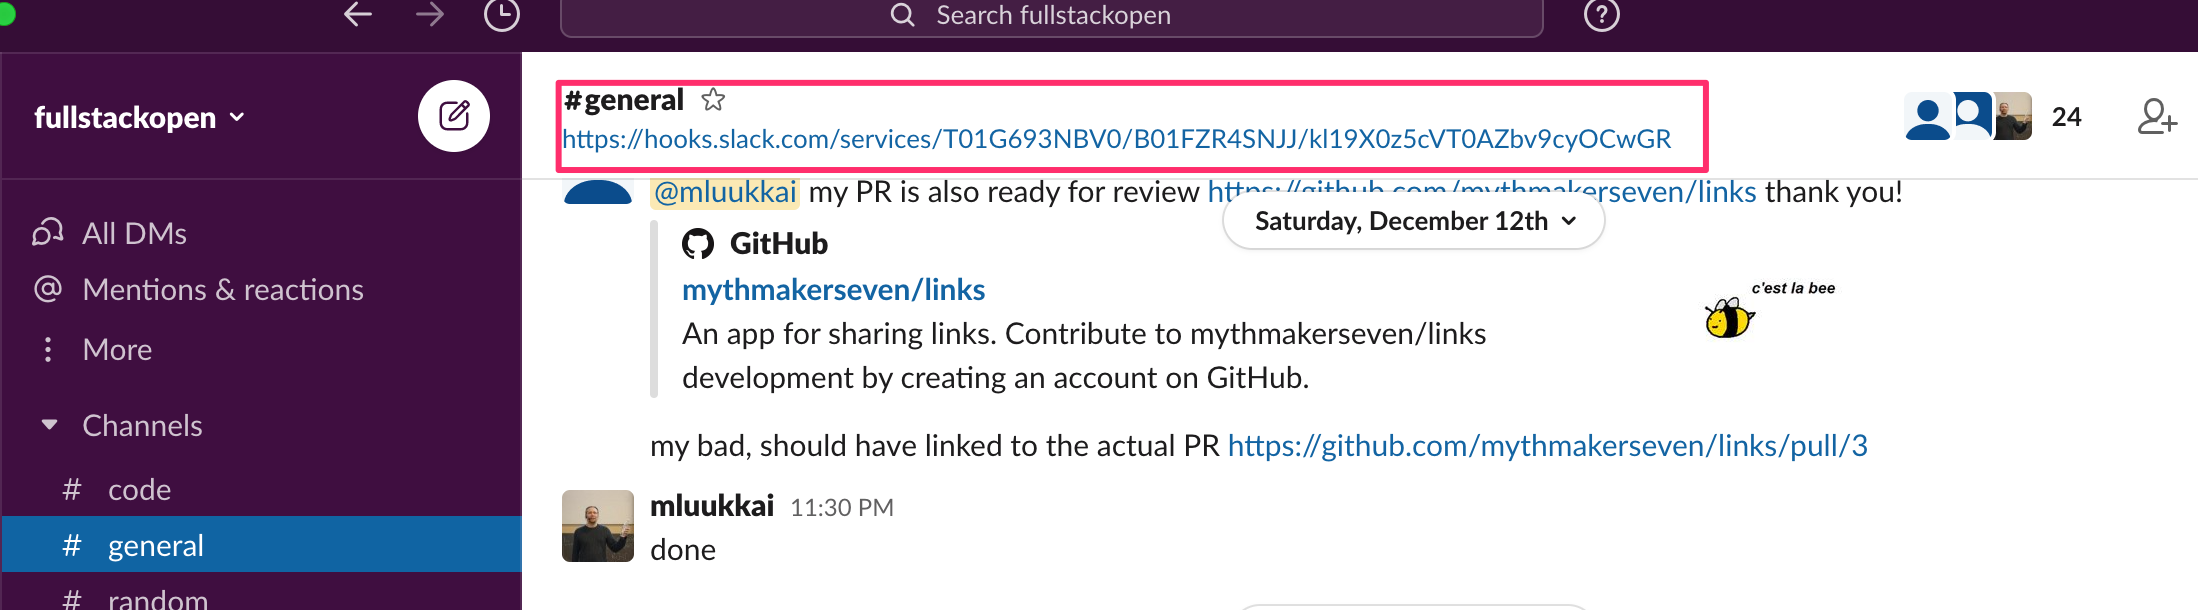 Search fullstackopen
fullstackopen
#general
https://hooks.slack.com/services/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
24
@mluukkai my PR is also ready for review https://github.com/mythmakerseven/links thank you!
Saturday, December 12th
GitHub
mythmakerseven/links
An app for sharing links. Contribute to mythmakerseven/links
development by creating an account on GitHub.
c'est la bee
my bad, should have linked to the actual PR https://github.com/mythmakerseven/links/pull/3
mluukkai 11:30 PM
done
All DMs
Mentions & reactions
More
Channels
# code
# general
# random